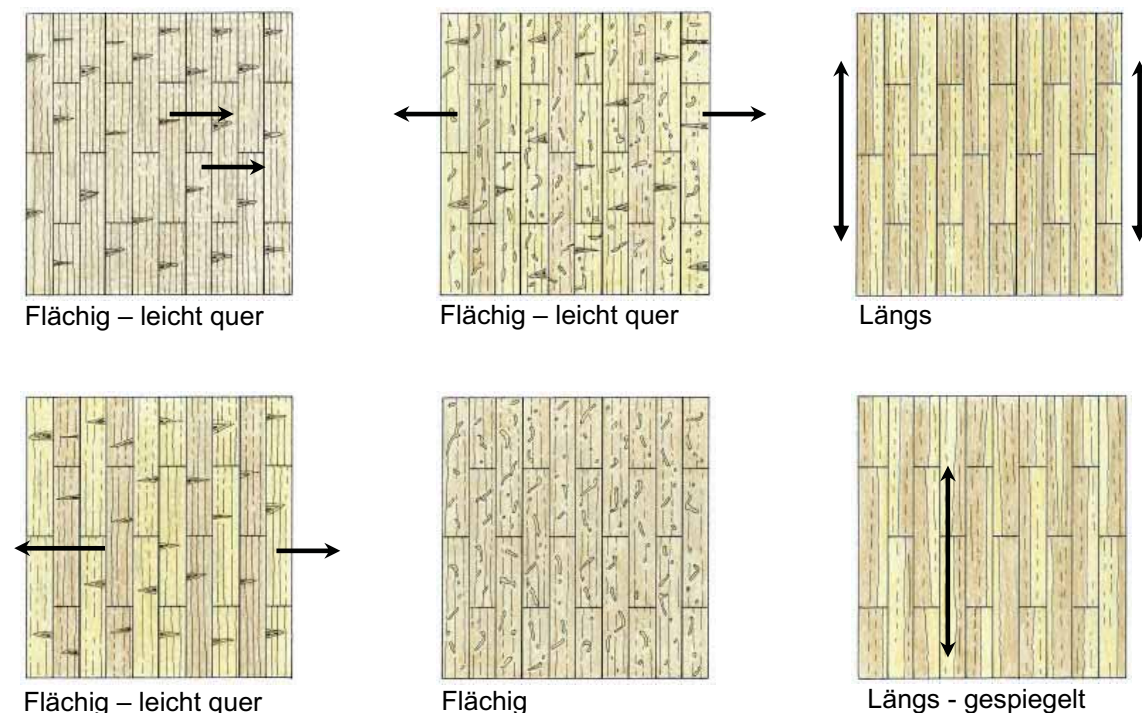 Flächig – leicht quer
Flächig – leicht quer
Längs
Flächig – leicht quer
Flächig
Längs - gespiegelt